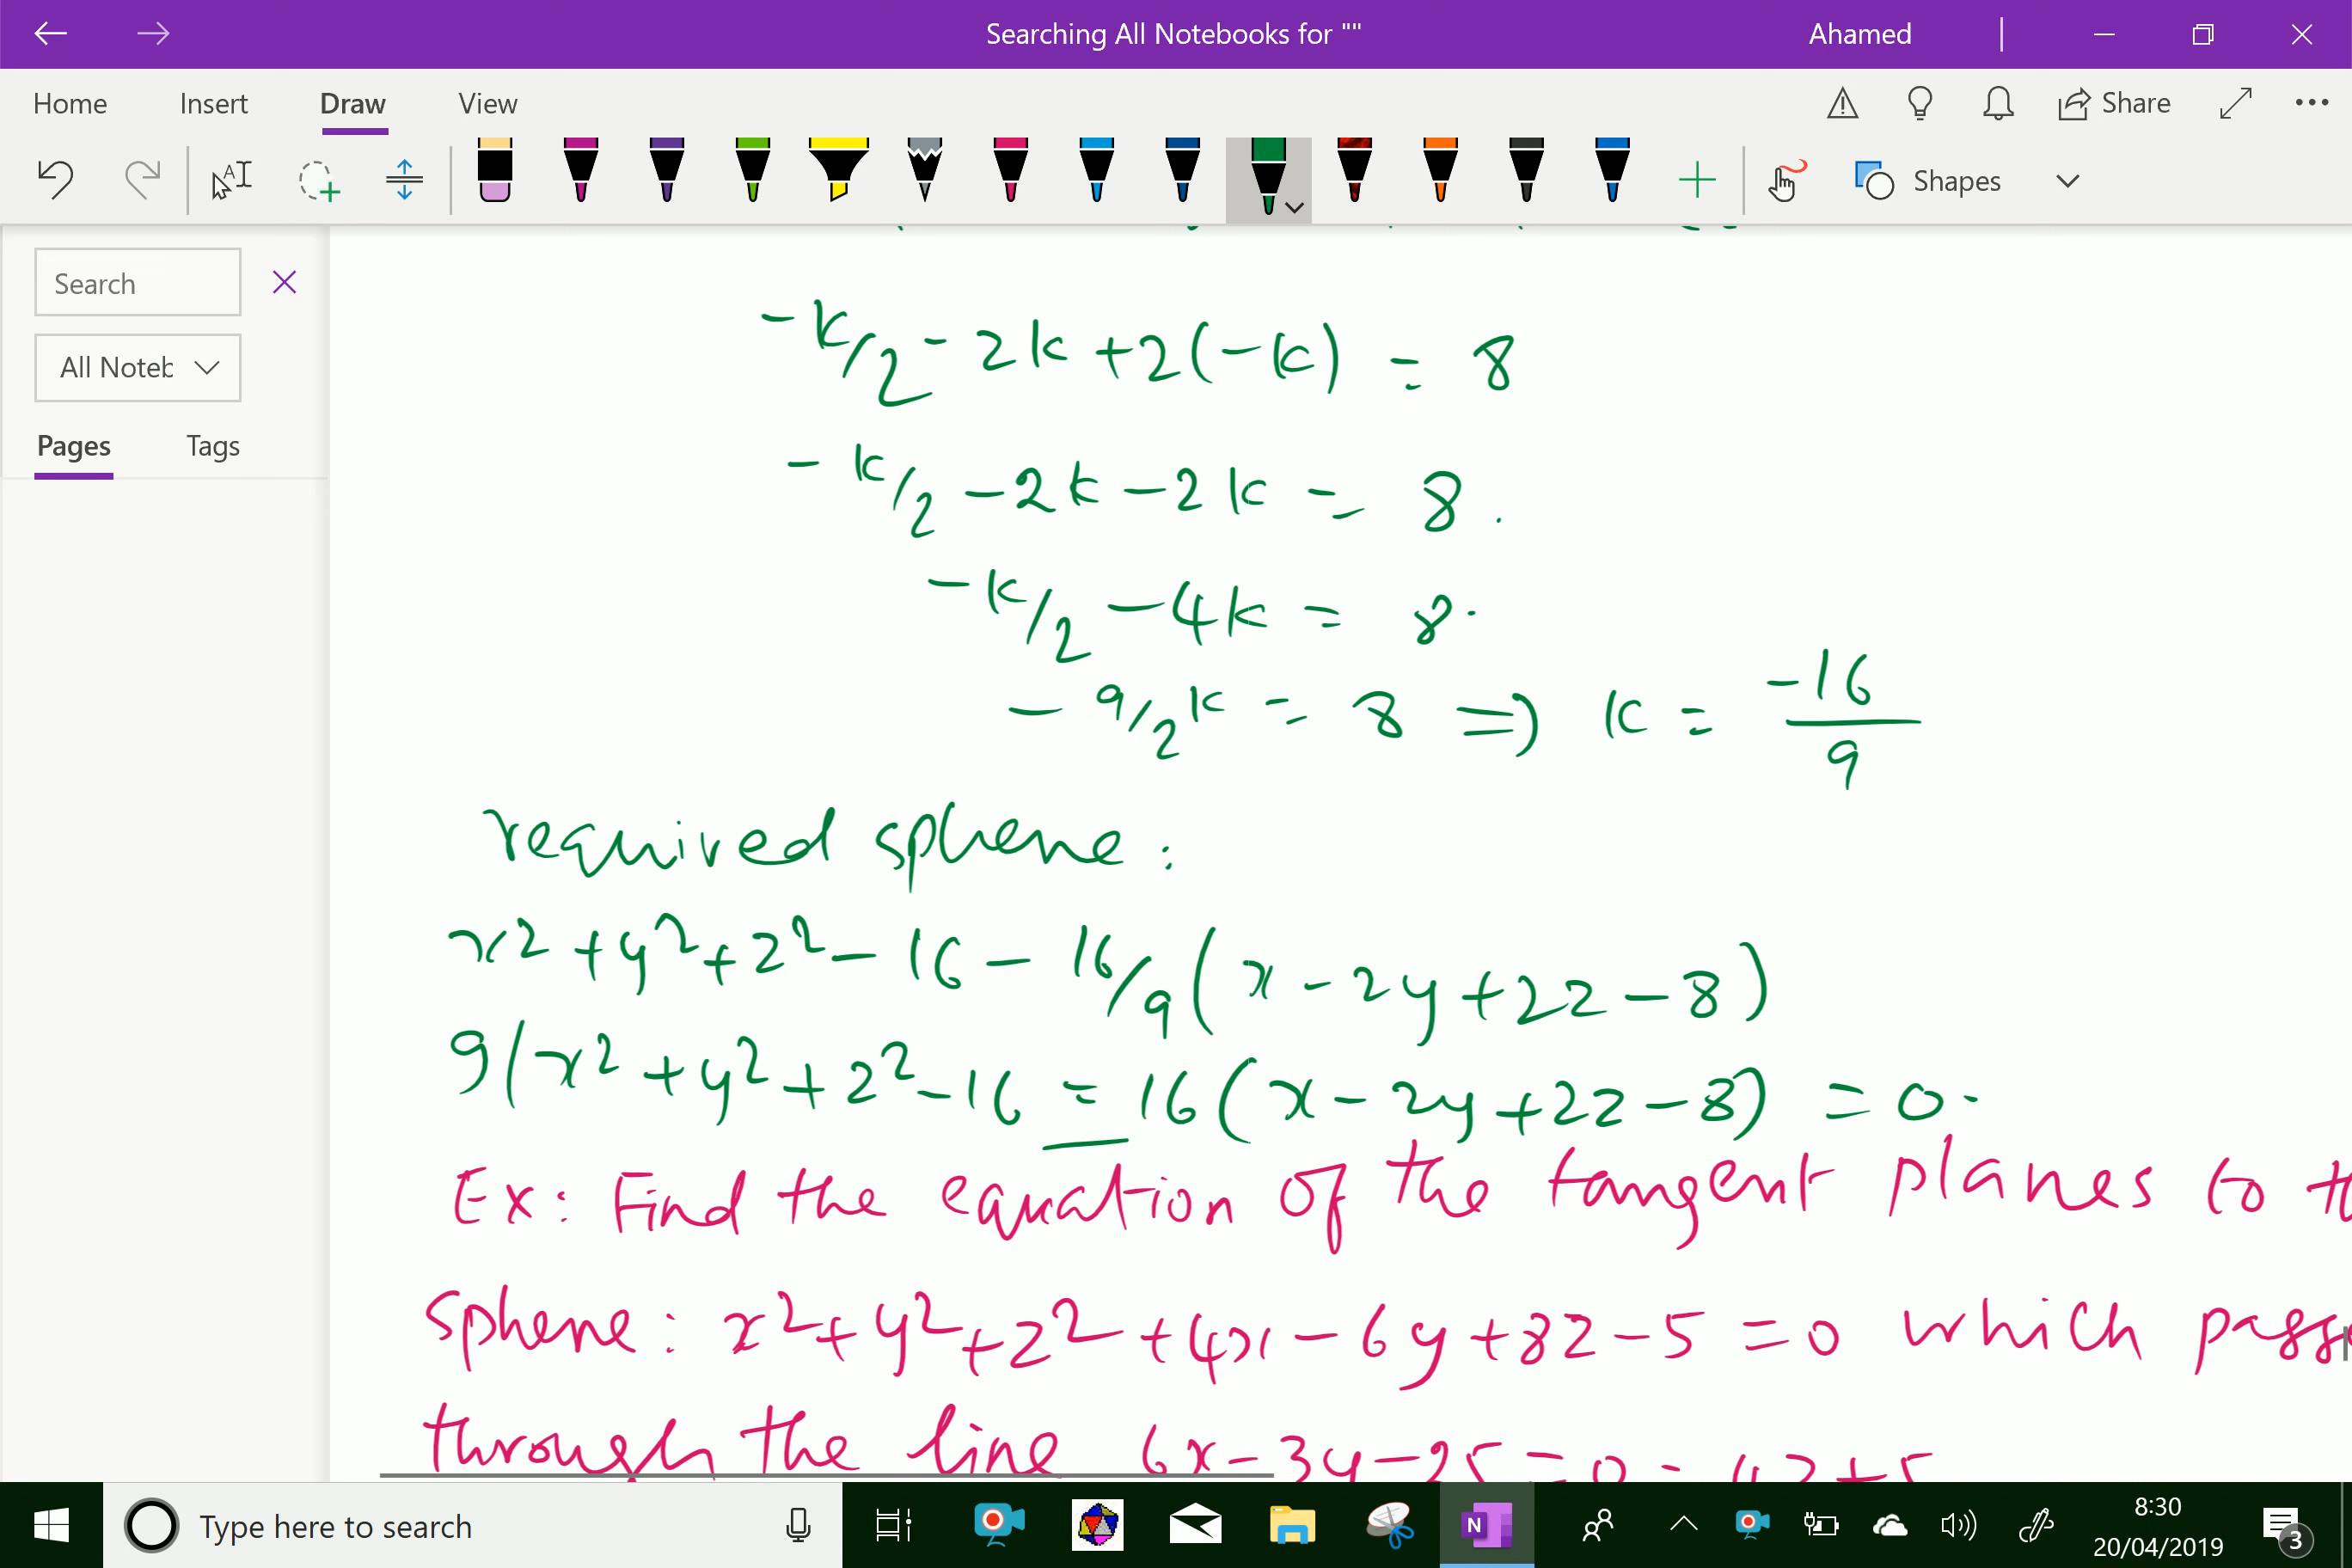 Searching All Notebooks for ""
Ahamed
Home Insert Draw View
Share
Shapes
Search
All Noteb
Pages Tags
-k/2 - 2k + 2(-k) = 8
-k/2 - 2k - 2k = 8.
-k/2 - 4k = 8.
-9/2 k = 8 => k = -16/9
required sphere:
x² + y² + z² - 16 - 16/9 (x - 2y + 2z - 8)
9(x² + y² + z² - 16 = 16(x - 2y + 2z - 8) = 0.
Ex: Find the equation of the tangent planes to
sphere: x² + y² + z² + 4x - 6y + 8z - 5 = 0 which
through the line 6x - 3y - 25 = 0
Type here to search
N
8:30
20/04/2019
3